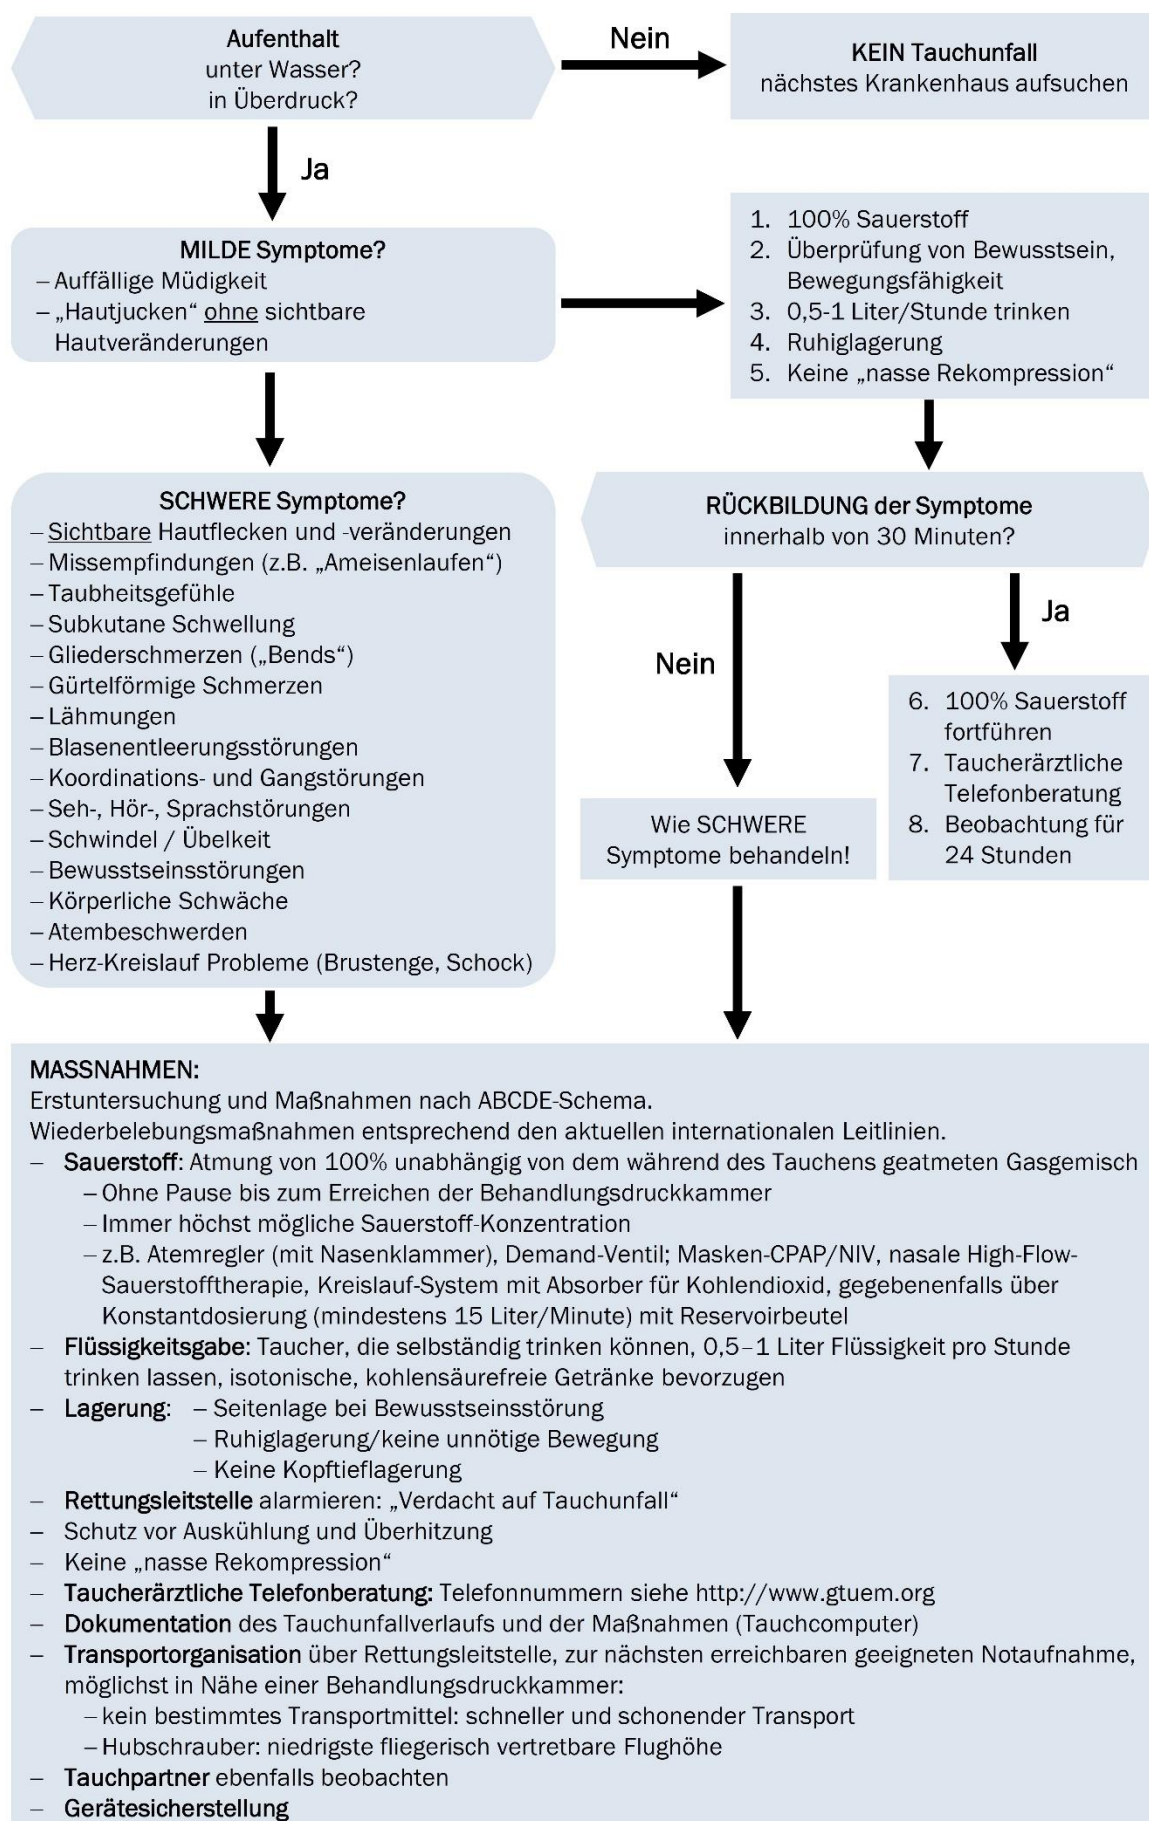 Aufenthalt
unter Wasser?
in Überdruck?
Nein
KEIN Tauchunfall
nächstes Krankenhaus aufsuchen
Ja
MILDE Symptome?
– Auffällige Müdigkeit
– „Hautjucken“ ohne sichtbare
Hautveränderungen
1. 100% Sauerstoff
2. Überprüfung von Bewusstsein,
Bewegungsfähigkeit
3. 0,5-1 Liter/Stunde trinken
4. Ruhiglagerung
5. Keine „nasse Rekompression“
SCHWERE Symptome?
– Sichtbare Hautflecken und -veränderungen
– Missempfindungen (z.B. „Ameisenlaufen“)
– Taubheitsgefühle
– Subkutane Schwellung
– Gliederschmerzen („Bends“)
– Gürtelförmige Schmerzen
– Lähmungen
– Blasenentleerungsstörungen
– Koordinations- und Gangstörungen
– Seh-, Hör-, Sprachstörungen
– Schwindel / Übelkeit
– Bewusstseinsstörungen
– Körperliche Schwäche
– Atembeschwerden
– Herz-Kreislauf Probleme (Brustenge, Schock)
RÜCKBILDUNG der Symptome
innerhalb von 30 Minuten?
Nein
Ja
Wie SCHWERE
Symptome behandeln!
6. 100% Sauerstoff
fortführen
7. Taucherärztliche
Telefonberatung
8. Beobachtung für
24 Stunden
MASSNAHMEN:
Erstuntersuchung und Maßnahmen nach ABCDE-Schema.
Wiederbelebungsmaßnahmen entsprechend den aktuellen internationalen Leitlinien.
– Sauerstoff: Atmung von 100% unabhängig von dem während des Tauchens geatmeten Gasgemisch
– Ohne Pause bis zum Erreichen der Behandlungsdruckkammer
– Immer höchst mögliche Sauerstoff-Konzentration
– z.B. Atemregler (mit Nasenklammer), Demand-Ventil; Masken-CPAP/NIV, nasale High-Flow-
Sauerstofftherapie, Kreislauf-System mit Absorber für Kohlendioxid, gegebenenfalls über
Konstantdosierung (mindestens 15 Liter/Minute) mit Reservoirbeutel
– Flüssigkeitsgabe: Taucher, die selbständig trinken können, 0,5–1 Liter Flüssigkeit pro Stunde
trinken lassen, isotonische, kohlensäurefreie Getränke bevorzugen
– Lagerung: – Seitenlage bei Bewusstseinsstörung
– Ruhiglagerung/keine unnötige Bewegung
– Keine Kopftieflagerung
– Rettungsleitstelle alarmieren: „Verdacht auf Tauchunfall“
– Schutz vor Auskühlung und Überhitzung
– Keine „nasse Rekompression“
– Taucherärztliche Telefonberatung: Telefonnummern siehe http://www.gtuem.org
– Dokumentation des Tauchunfallverlaufs und der Maßnahmen (Tauchcomputer)
– Transportorganisation über Rettungsleitstelle, zur nächsten erreichbaren geeigneten Notaufnahme,
möglichst in Nähe einer Behandlungsdruckkammer:
– kein bestimmtes Transportmittel: schneller und schonender Transport
– Hubschrauber: niedrigste fliegerisch vertretbare Flughöhe
– Tauchpartner ebenfalls beobachten
– Gerätesicherstellung